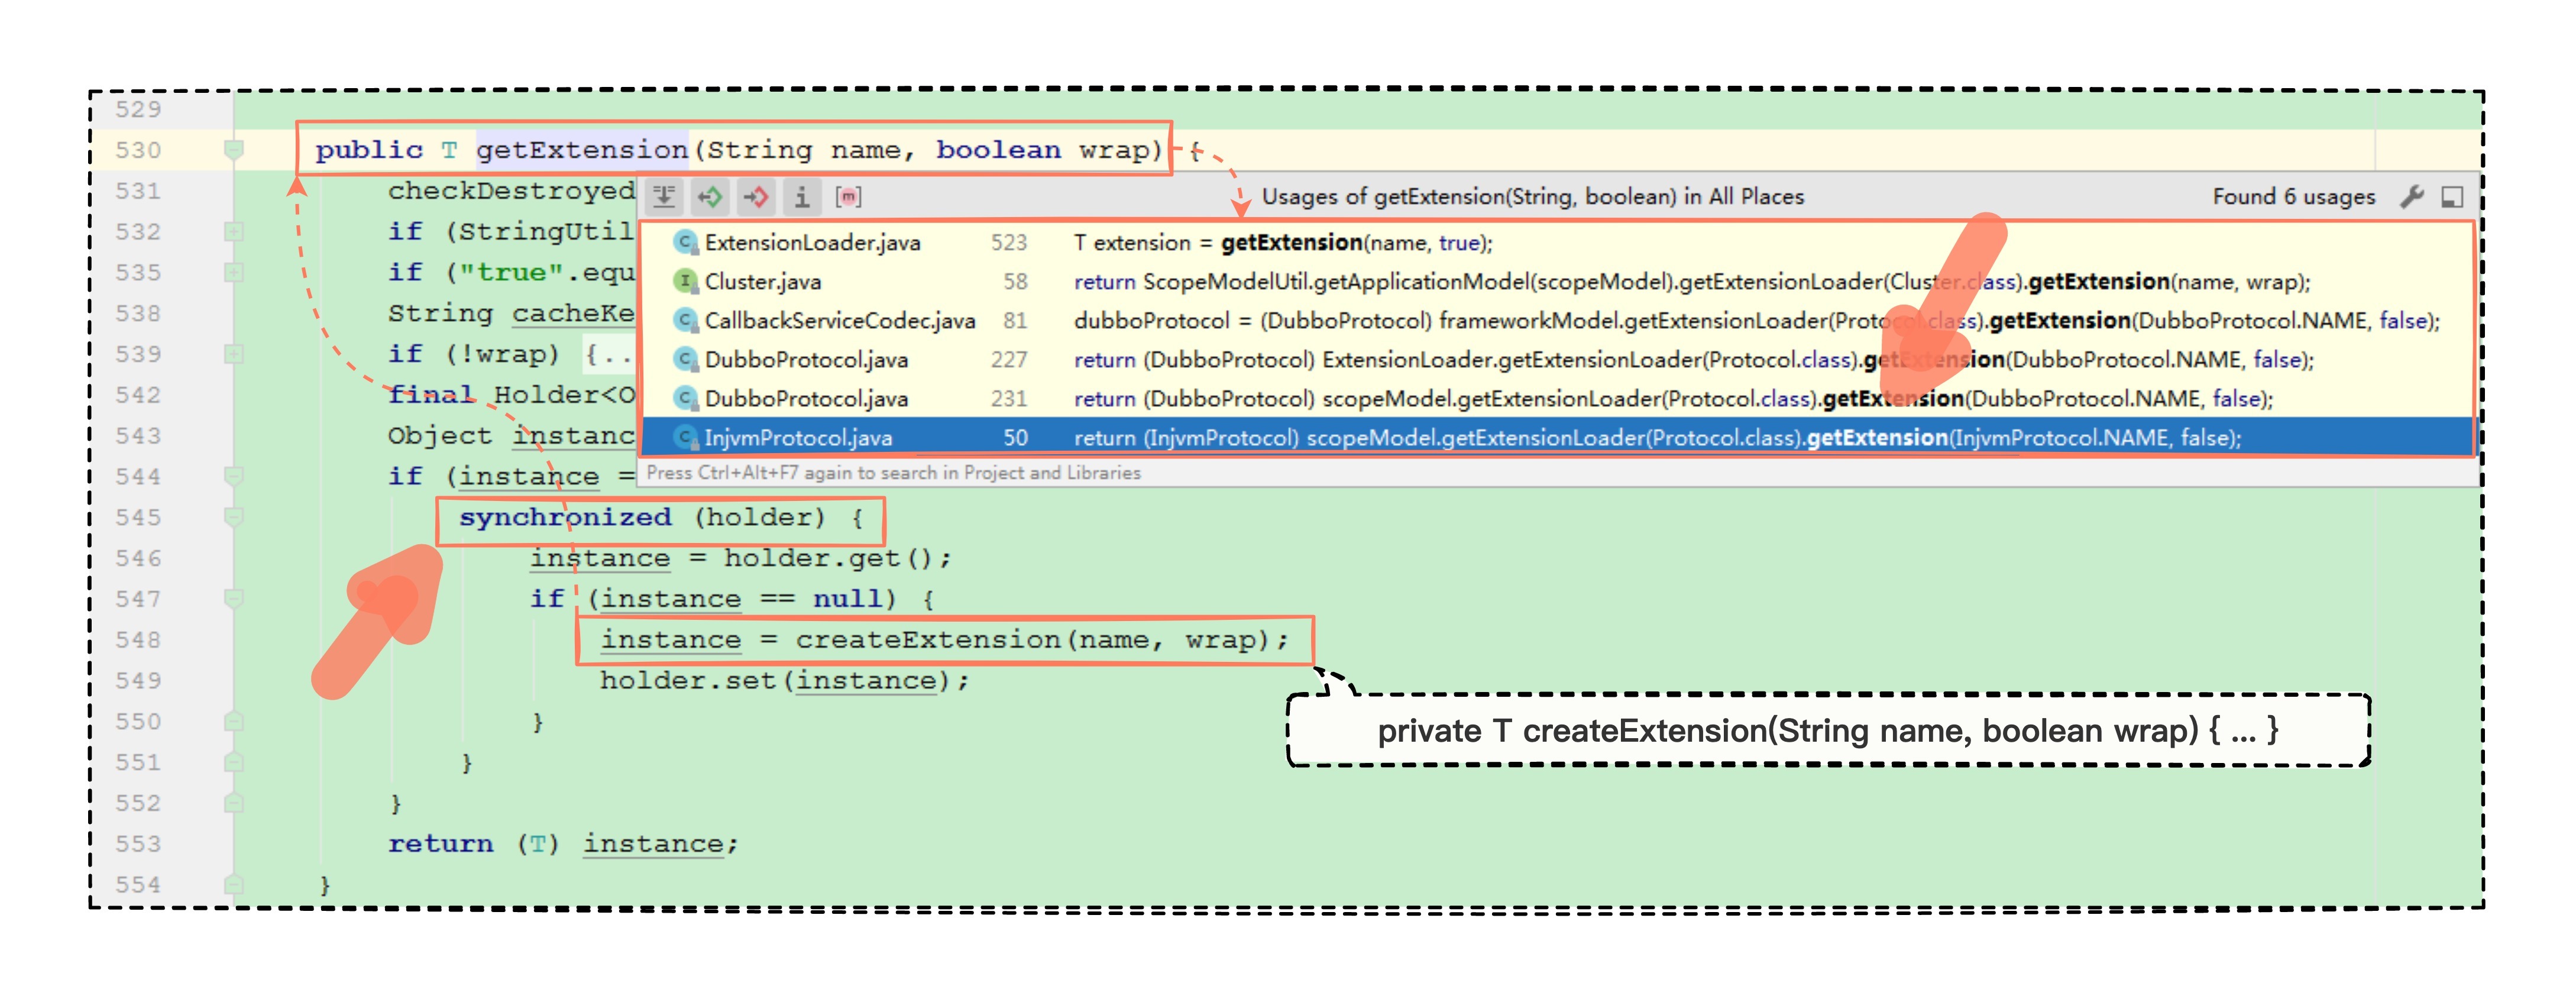 529
530 public T getExtension(String name, boolean wrap) {
531 checkDestroyed
Usages of getExtension(String, boolean) in All Places Found 6 usages
532 if (StringUtil
535 if ("true".equ
538 String cacheKe
539 if (!wrap) {..
542 final Holder<O
543 Object instanc
544 if (instance =
ExtensionLoader.java 523 T extension = getExtension(name, true);
Cluster.java 58 return ScopeModelUtil.getApplicationModel(scopeModel).getExtensionLoader(Cluster.class).getExtension(name, wrap);
CallbackServiceCodec.java 81 dubboProtocol = (DubboProtocol) frameworkModel.getExtensionLoader(Protocol.class).getExtension(DubboProtocol.NAME, false);
DubboProtocol.java 227 return (DubboProtocol) ExtensionLoader.getExtensionLoader(Protocol.class).getExtension(DubboProtocol.NAME, false);
DubboProtocol.java 231 return (DubboProtocol) scopeModel.getExtensionLoader(Protocol.class).getExtension(DubboProtocol.NAME, false);
InjvmProtocol.java 50 return (InjvmProtocol) scopeModel.getExtensionLoader(Protocol.class).getExtension(InjvmProtocol.NAME, false);
Press Ctrl+Alt+F7 again to search in Project and Libraries
545 synchronized (holder) {
546 instance = holder.get();
547 if (instance == null) {
548 instance = createExtension(name, wrap);
549 holder.set(instance);
private T createExtension(String name, boolean wrap) { ... }
550 }
551 }
552 }
553 return (T) instance;
554 }